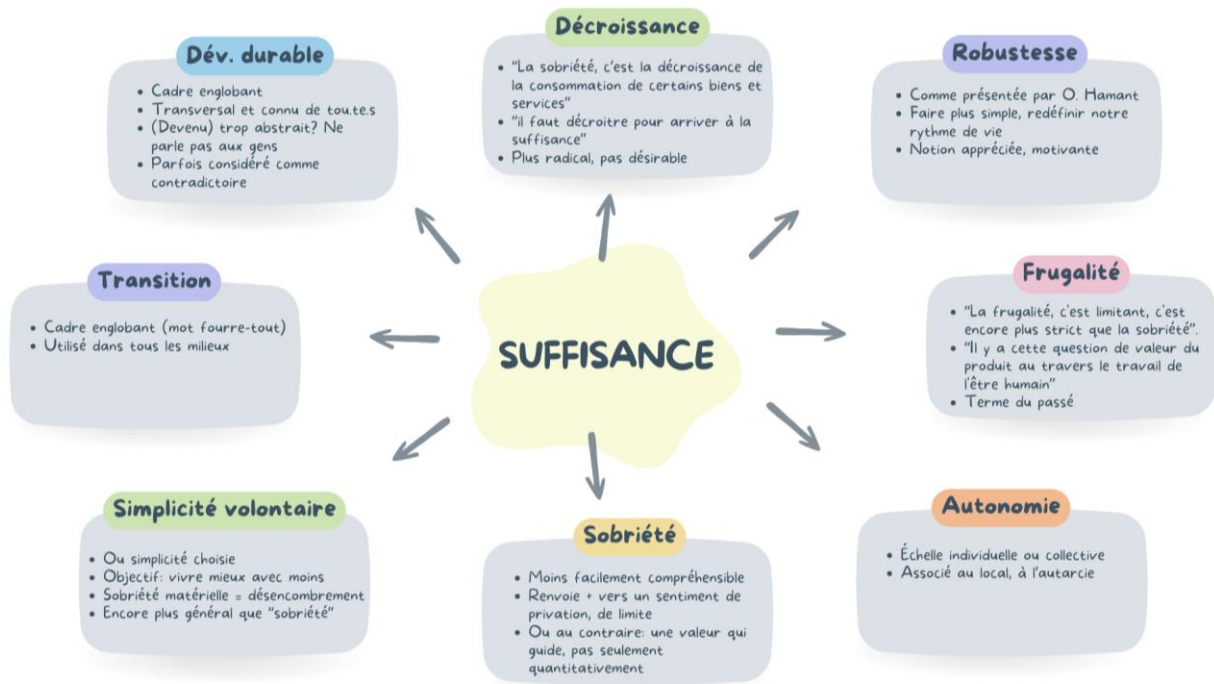 Dév. durable
• Cadre englobant
• Transversal et connu de tou.te.s
• (Devenu) trop abstrait? Ne
parle pas aux gens
• Parfois considéré comme
contradictoire
Décroissance
• "La sobriété, c'est la décroissance de
la consommation de certains biens et
services"
• "il faut décroitre pour arriver à la
suffisance"
• Plus radical, pas désirable
Robustesse
• Comme présentée par O. Hamant
• Faire plus simple, redéfinir notre
rythme de vie
• Notion appréciée, motivante
Transition
• Cadre englobant (mot fourre-tout)
• Utilisé dans tous les milieux
SUFFISANCE
Frugalité
• "La frugalité, c'est limitant, c'est
encore plus strict que la sobriété".
• "Il y a cette question de valeur du
produit au travers le travail de
l'être humain"
• Terme du passé
Simplicité volontaire
• Ou simplicité choisie
• Objectif: vivre mieux avec moins
• Sobriété matérielle = désencombrement
• Encore plus général que "sobriété"
Sobriété
• Moins facilement compréhensible
• Renvoie + vers un sentiment de
privation, de limite
• Ou au contraire: une valeur qui
guide, pas seulement
quantitativement
Autonomie
• Échelle individuelle ou collective
• Associé au local, à l'autarcie